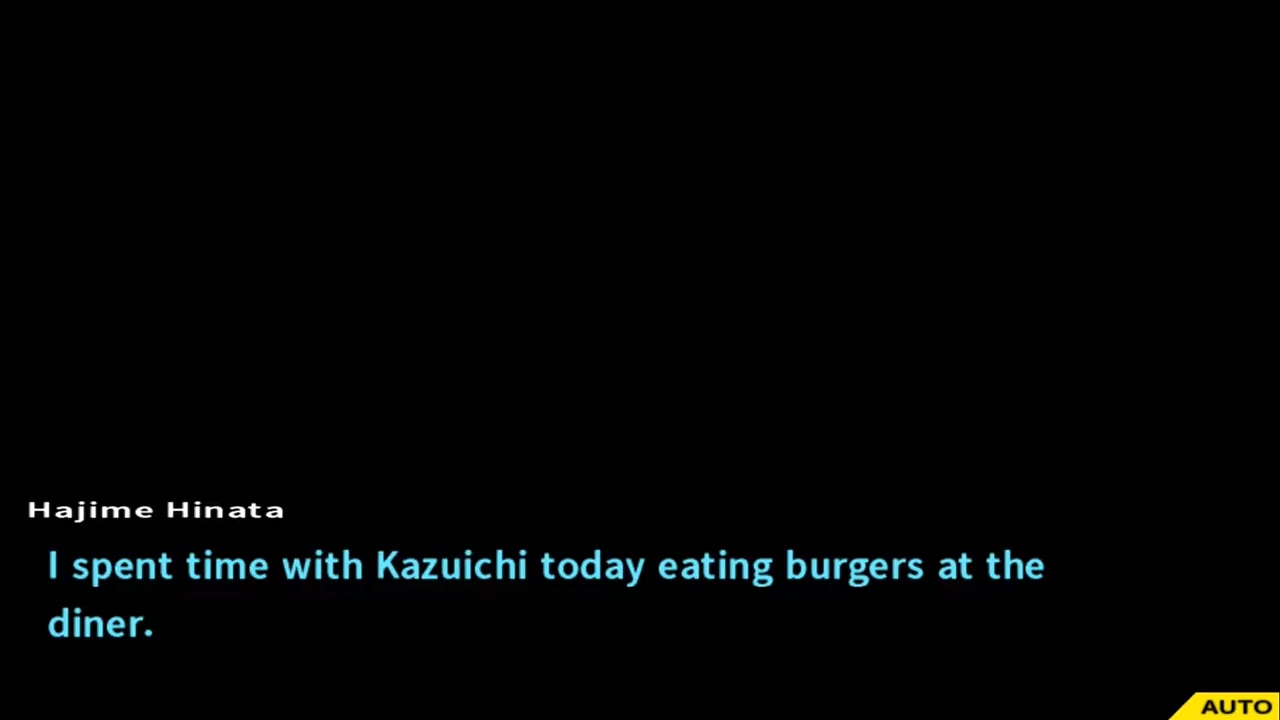 Hajime Hinata
I spent time with Kazuichi today eating burgers at the
diner.
AUTO